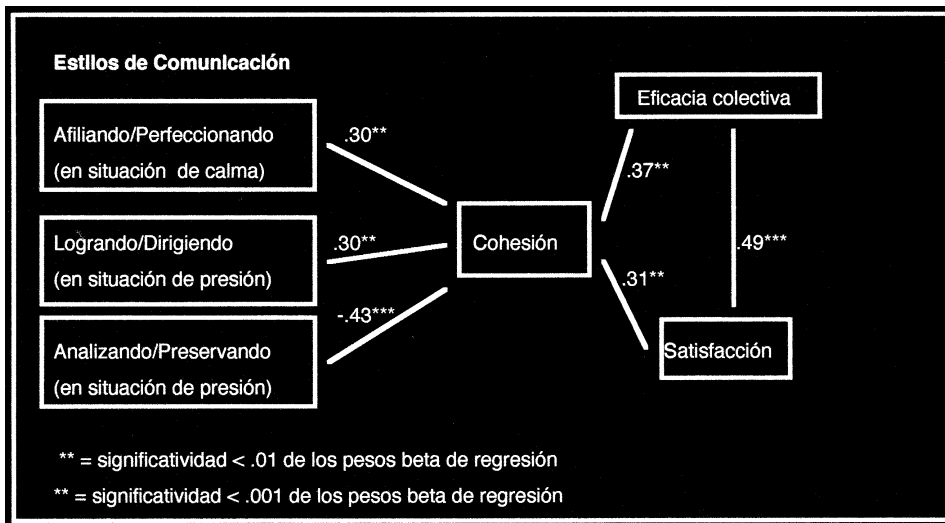 Estilos de Comunicación
Afiliando/Perfeccionando
(en situación de calma)
.30**
Logrando/Dirigiendo
(en situación de presión)
.30**
Analizando/Preservando
(en situación de presión)
-.43***
Cohesión
Eficacia colectiva
.37**
.49***
.31**
Satisfacción
** = significatividad < .01 de los pesos beta de regresión
** = significatividad < .001 de los pesos beta de regresión